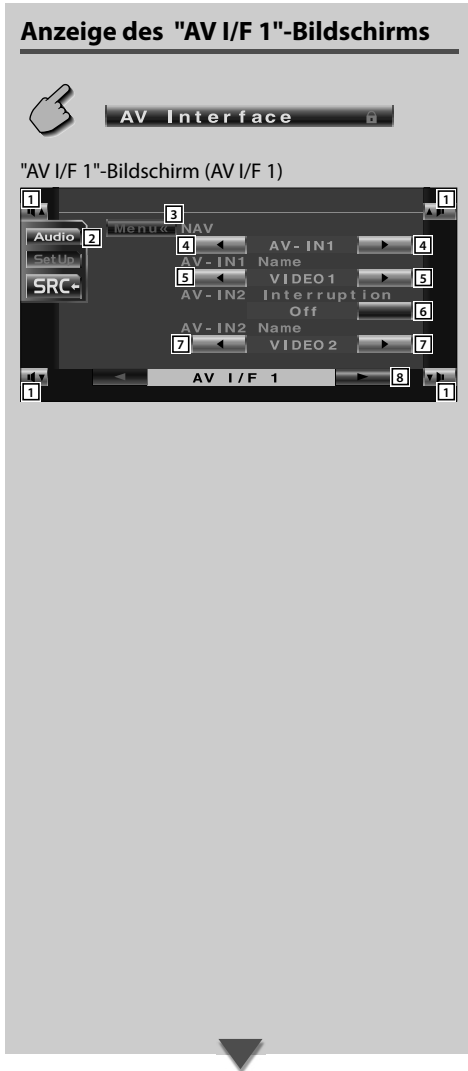 Anzeige des "AV I/F 1"-Bildschirms
AV Interface
"AV I/F 1"-Bildschirm (AV I/F 1)
1 1
3
Menu« NAV
Audio 2
4 ◄ AV-IN1 ► 4
SetUp AV-IN1 Name
5 ◄ VIDEO1 ► 5
SRC
AV-IN2 Interruption
Off 6
AV-IN2 Name
7 ◄ VIDEO2 ► 7
◄ AV I/F 1 ► 8
1 1